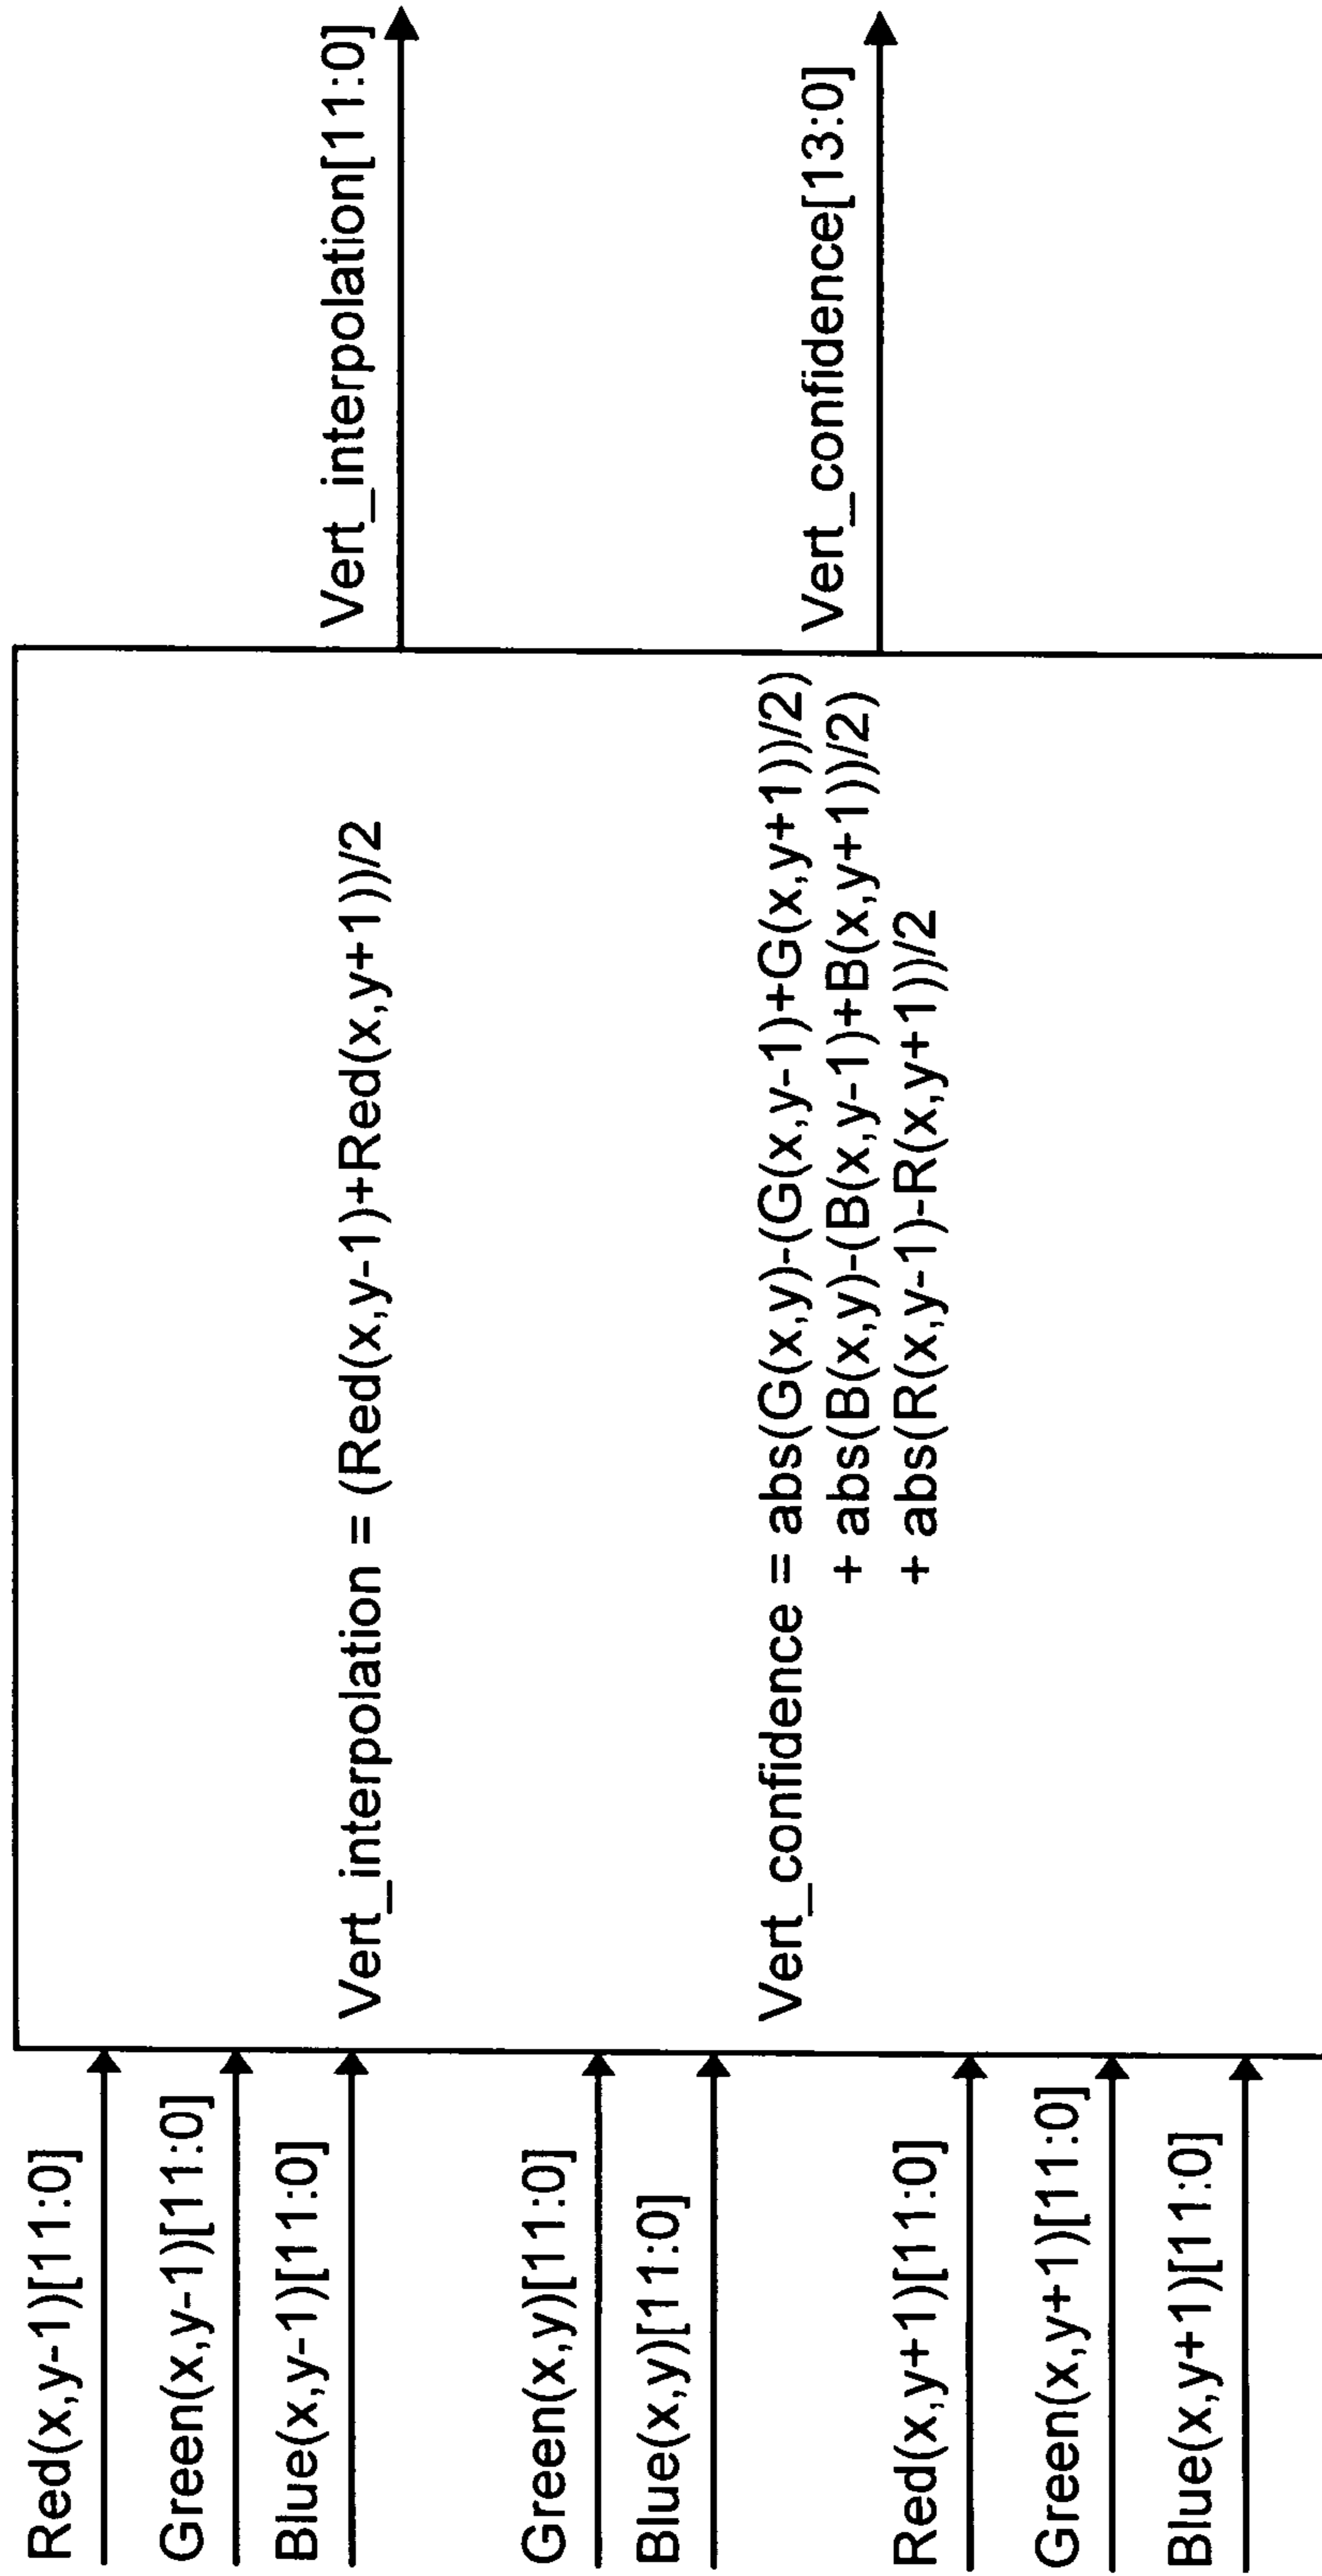 Red(x,y-1)[11:0]
Green(x,y-1)[11:0]
Blue(x,y-1)[11:0]
Green(x,y)[11:0]
Blue(x,y)[11:0]
Red(x,y+1)[11:0]
Green(x,y+1)[11:0]
Blue(x,y+1)[11:0]
Vert_interpolation = (Red(x,y-1)+Red(x,y+1))/2
Vert_confidence = abs(G(x,y)-(G(x,y-1)+G(x,y+1))/2)
+ abs(B(x,y)-(B(x,y-1)+B(x,y+1))/2)
+ abs(R(x,y-1)-R(x,y+1))/2
Vert_interpolation[11:0]
Vert_confidence[13:0]